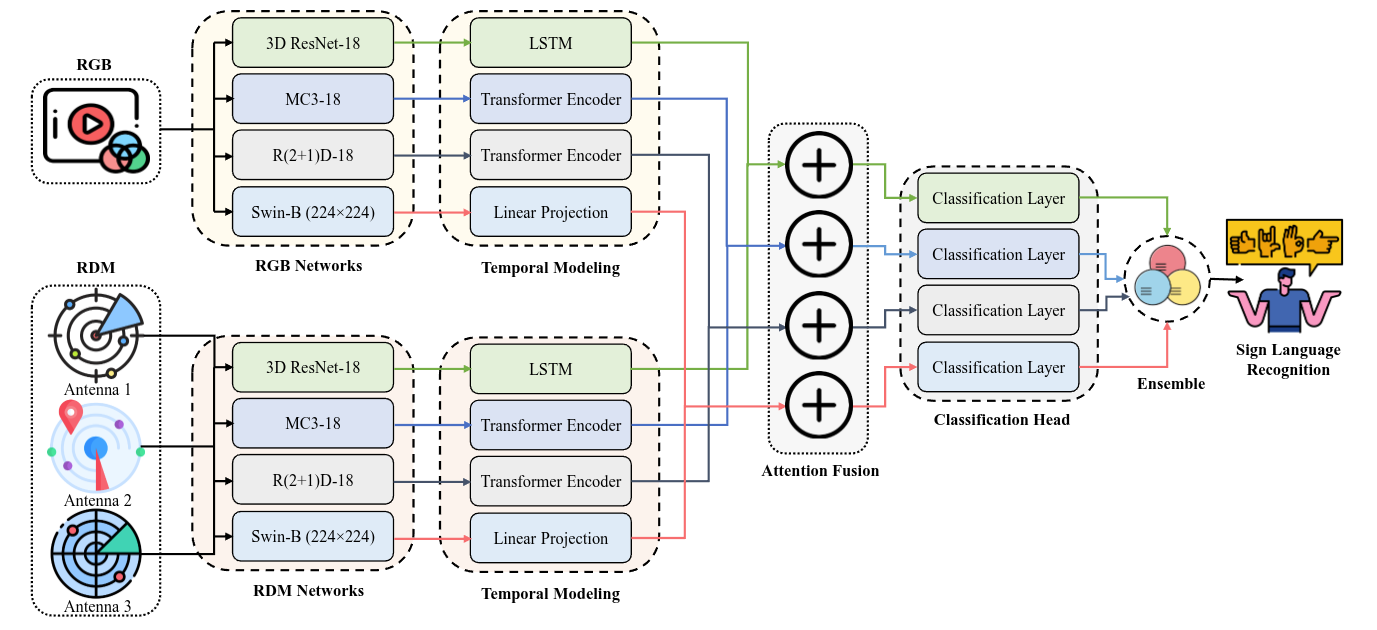 RGB
3D ResNet-18
MC3-18
R(2+1)D-18
Swin-B (224×224)
RGB Networks
LSTM
Transformer Encoder
Transformer Encoder
Linear Projection
Temporal Modeling
RDM
Antenna 1
Antenna 2
Antenna 3
3D ResNet-18
MC3-18
R(2+1)D-18
Swin-B (224×224)
RDM Networks
LSTM
Transformer Encoder
Transformer Encoder
Linear Projection
Temporal Modeling
Attention Fusion
Classification Layer
Classification Layer
Classification Layer
Classification Layer
Classification Head
Ensemble
Sign Language
Recognition